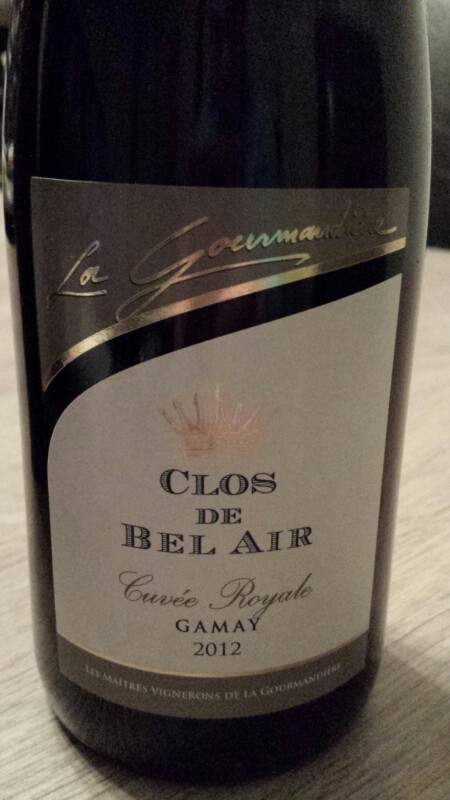 La Gourmandière
CLOS
DE
BEL AIR
Cuvée Royale
GAMAY
2012
LES MAÎTRES VIGNERONS DE LA GOURMANDIÈRE